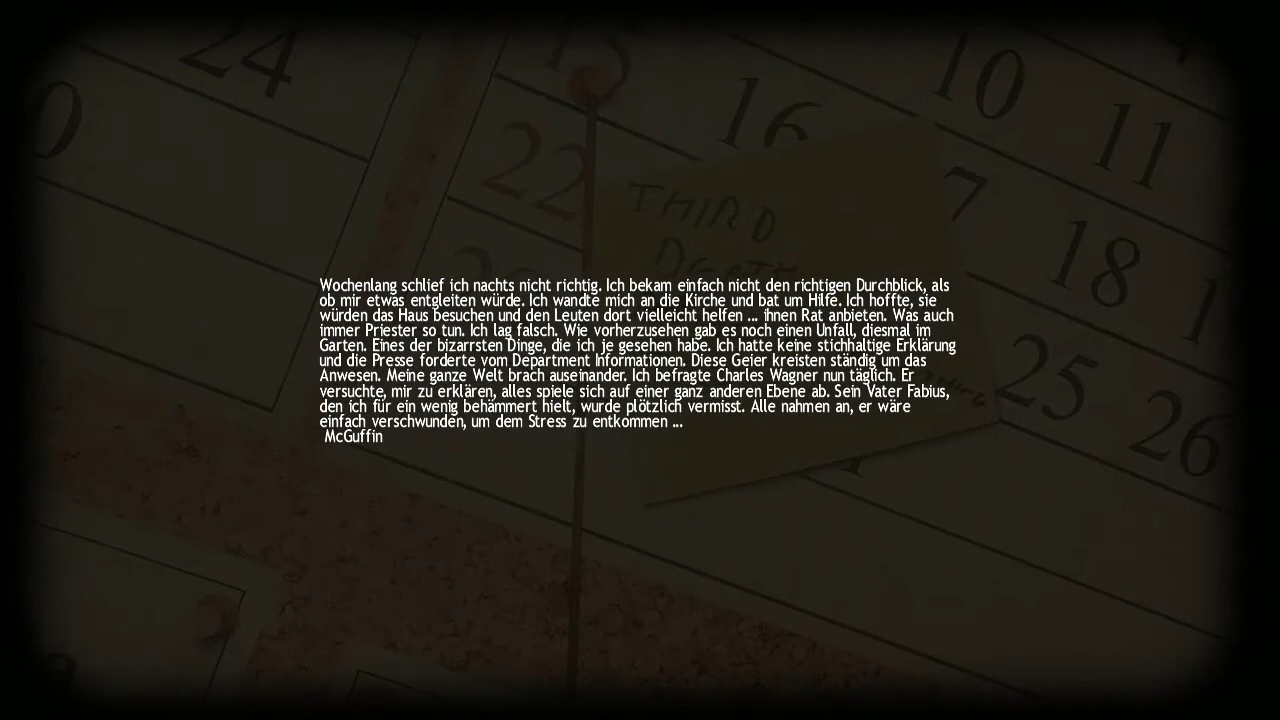 24
15
10
11
0
16
22
THIRD
7
18
1
DEATH
Wochenlang schlief ich nachts nicht richtig. Ich bekam einfach nicht den richtigen Durchblick, als
ob mir etwas entgleiten würde. Ich wandte mich an die Kirche und bat um Hilfe. Ich hoffte, sie
würden das Haus besuchen und den Leuten dort vielleicht helfen ... ihnen Rat anbieten. Was auch
immer Priester so tun. Ich lag falsch. Wie vorherzusehen gab es noch einen Unfall, diesmal im
Garten. Eines der bizarrsten Dinge, die ich je gesehen habe. Ich hatte keine stichhaltige Erklärung
und die Presse forderte vom Department Informationen. Diese Geier kreisten ständig um das
Anwesen. Meine ganze Welt brach auseinander. Ich befragte Charles Wagner nun täglich. Er
versuchte, mir zu erklären, alles spiele sich auf einer ganz anderen Ebene ab. Sein Vater Fabius,
den ich für ein wenig behämmert hielt, wurde plötzlich vermisst. Alle nahmen an, er wäre
einfach verschwunden, um dem Stress zu entkommen ...
McGuffin
25
26